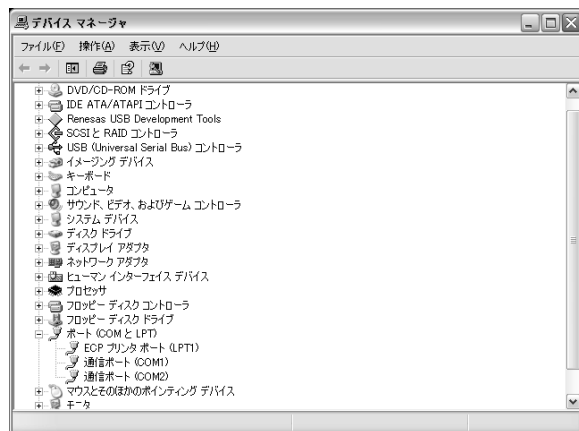 デバイス マネージャ
ファイル(F) 操作(A) 表示(V) ヘルプ(H)
DVD/CD-ROM ドライブ
IDE ATA/ATAPI コントローラ
Renesas USB Development Tools
SCSI と RAID コントローラ
USB (Universal Serial Bus) コントローラ
イメージング デバイス
キーボード
コンピュータ
サウンド、ビデオ、およびゲーム コントローラ
システム デバイス
ディスク ドライブ
ディスプレイ アダプタ
ネットワーク アダプタ
ヒューマン インターフェイス デバイス
プロセッサ
フロッピー ディスク コントローラ
フロッピー ディスク ドライブ
ポート (COM と LPT)
ECP プリンタ ポート (LPT1)
通信ポート (COM1)
通信ポート (COM2)
マウスとそのほかのポインティング デバイス
モデム